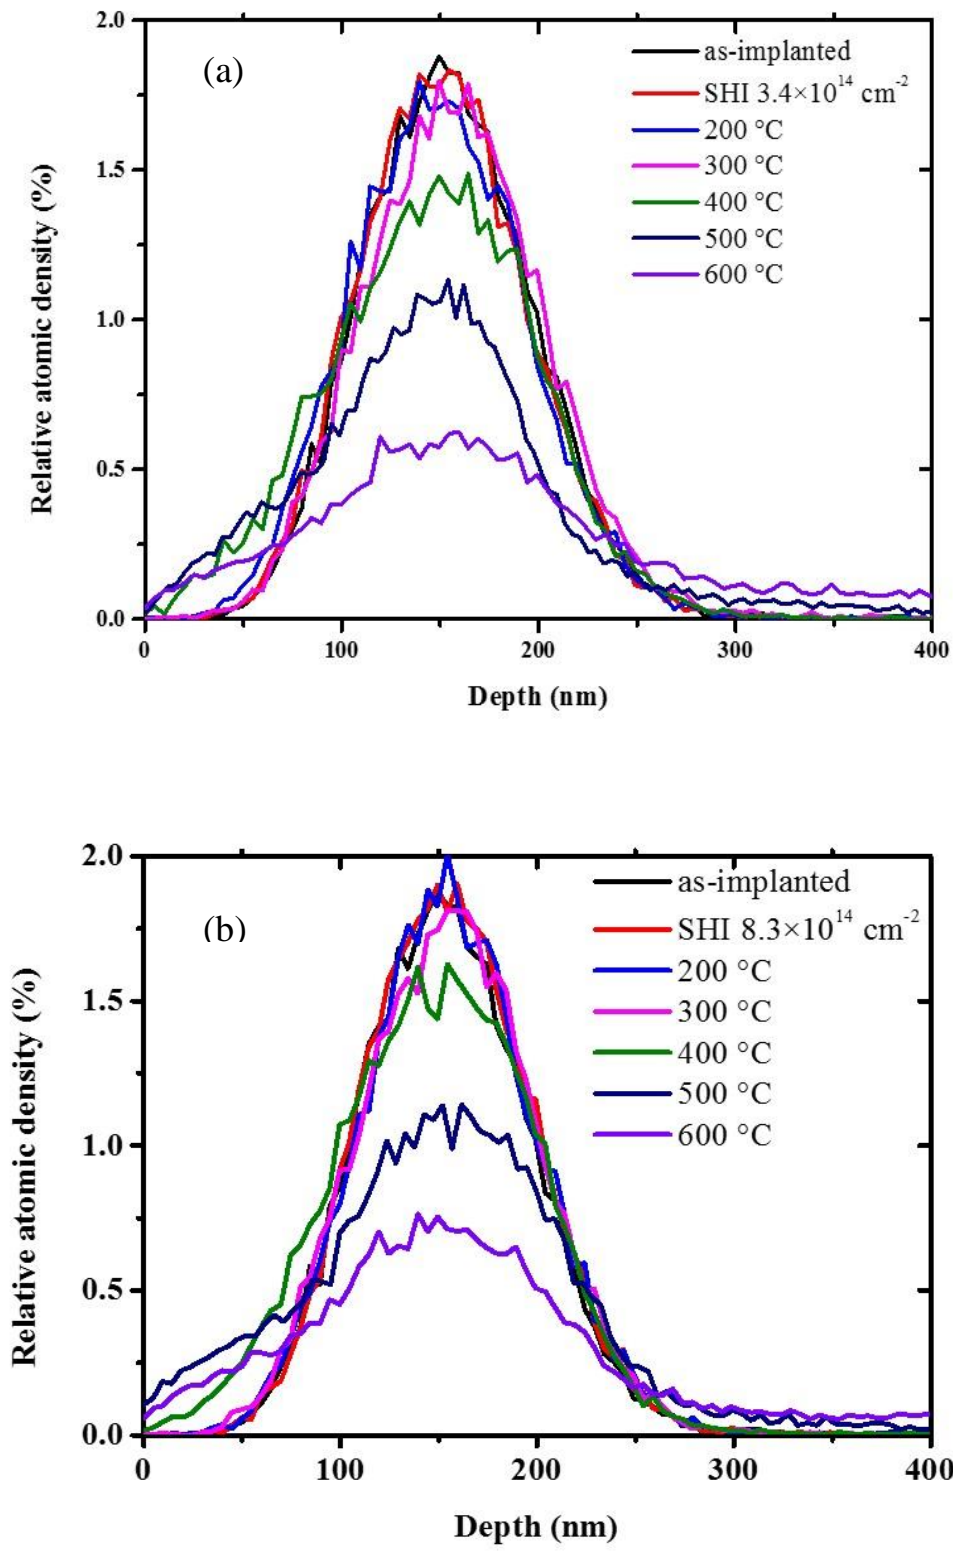 2.0
(a)
as-implanted
SHI 3.4×10¹⁴ cm⁻²
200 °C
300 °C
400 °C
500 °C
600 °C
1.5
1.0
0.5
0.0
Relative atomic density (%)
0 100 200 300 400
Depth (nm)
2.0
(b)
as-implanted
SHI 8.3×10¹⁴ cm⁻²
200 °C
300 °C
400 °C
500 °C
600 °C
1.5
1.0
0.5
0.0
Relative atomic density (%)
0 100 200 300 400
Depth (nm)